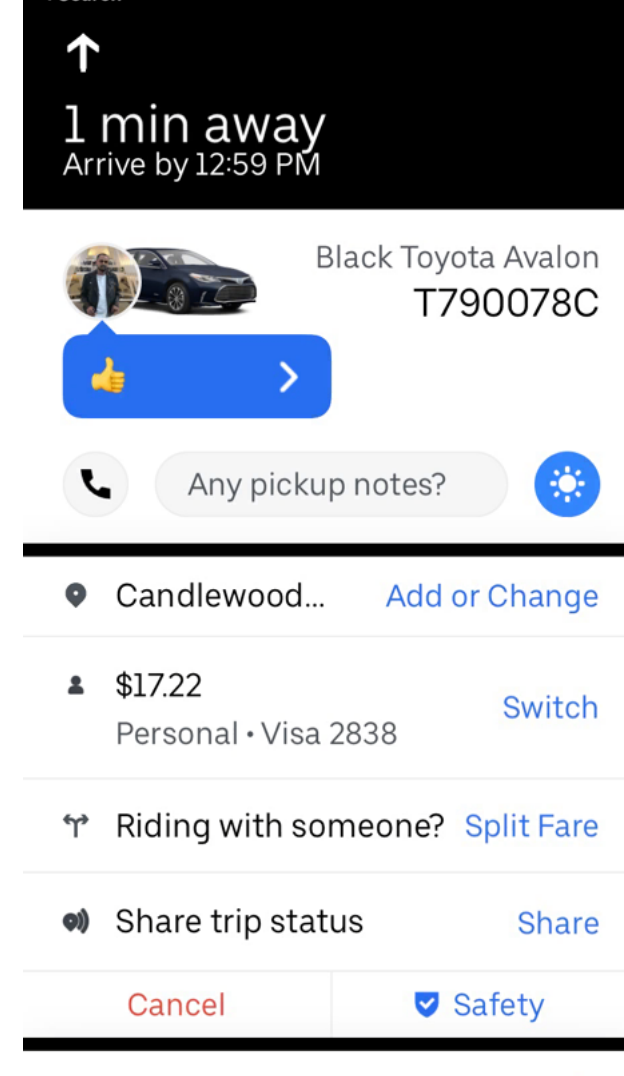 1 min away
Arrive by 12:59 PM
Black Toyota Avalon
T790078C
Any pickup notes?
Candlewood... Add or Change
$17.22
Personal • Visa 2838
Switch
Riding with someone? Split Fare
Share trip status Share
Cancel Safety